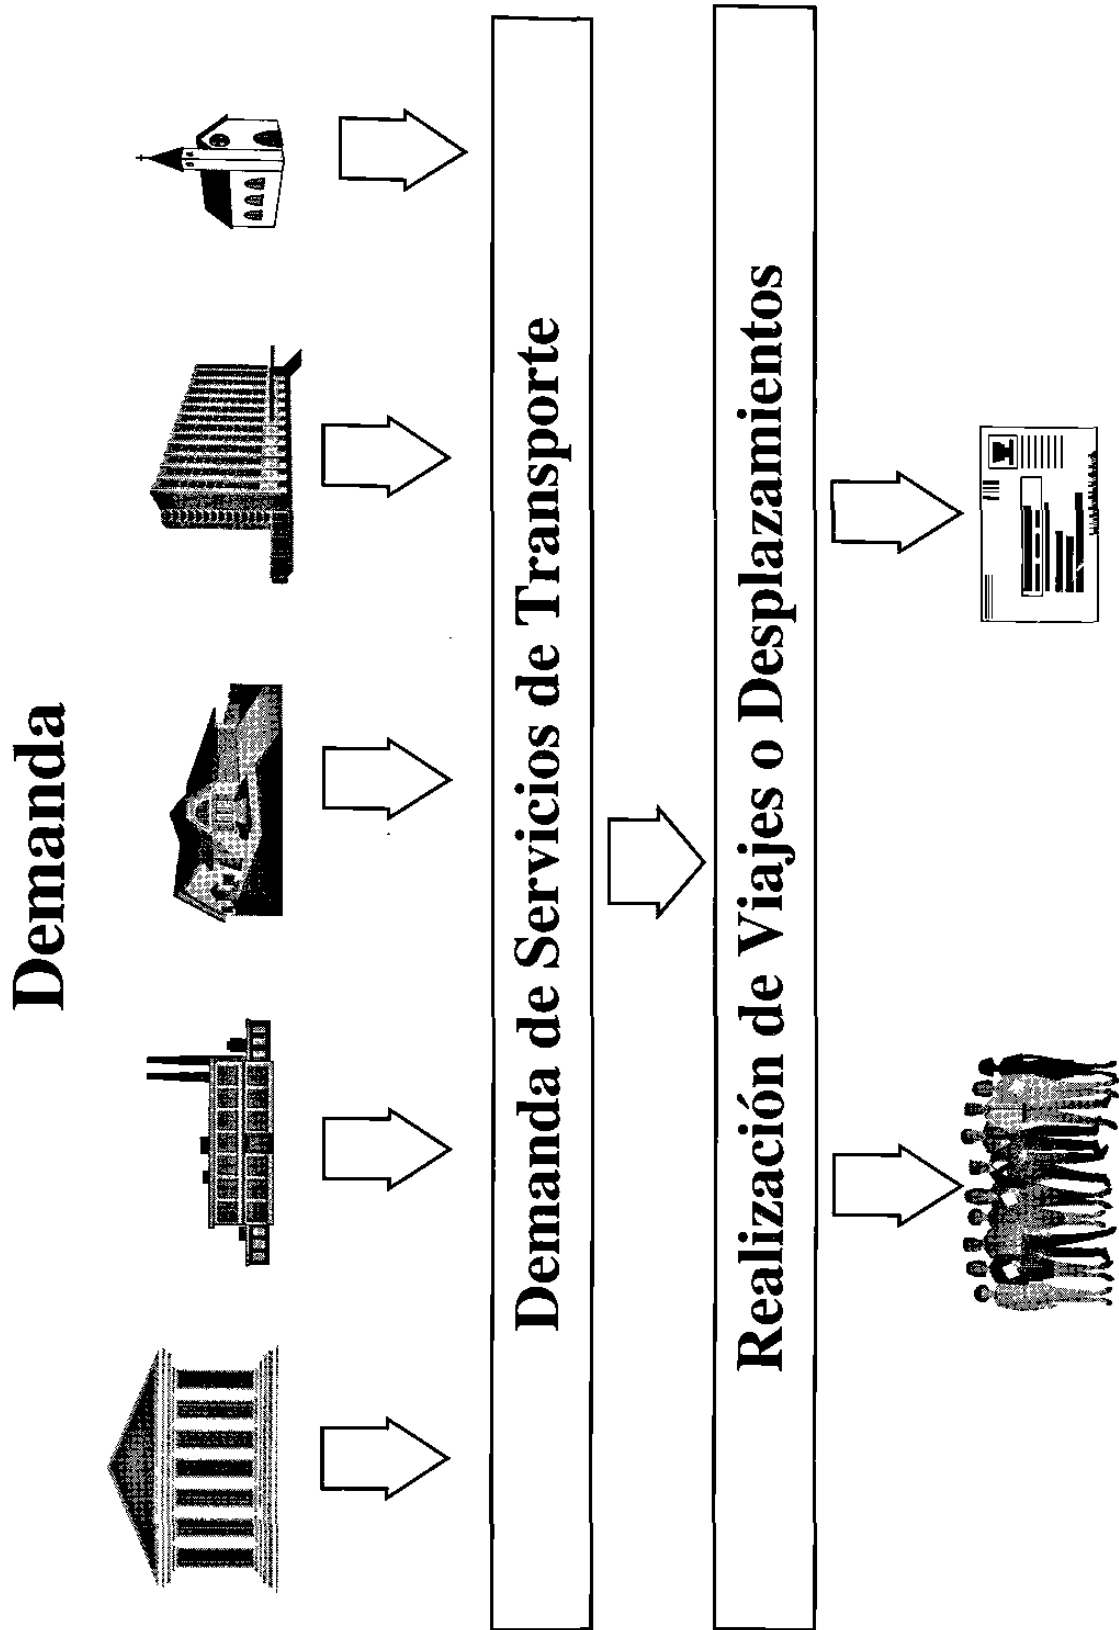 Demanda
Demanda de Servicios de Transporte
Realización de Viajes o Desplazamientos